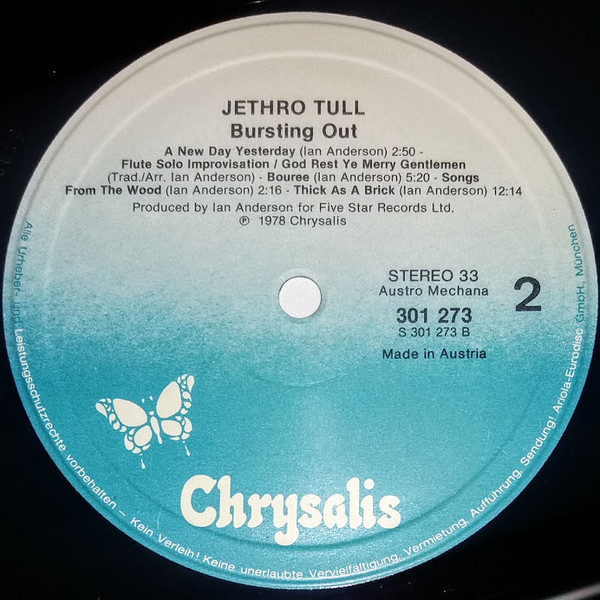 JETHRO TULL
Bursting Out
A New Day Yesterday (Ian Anderson) 2:50 -
Flute Solo Improvisation / God Rest Ye Merry Gentlemen
(Trad./Arr. Ian Anderson) - Bouree (Ian Anderson) 5:20 - Songs
From The Wood (Ian Anderson) 2:16 - Thick As A Brick (Ian Anderson) 12:14
Produced by Ian Anderson for Five Star Records Ltd.
℗ 1978 Chrysalis
STEREO 33
Austro Mechana
2
301 273
S 301 273 B
Made in Austria
Chrysalis
Alle Urheber- und Leistungsschutzrechte vorbehalten – Kein Verleih! Keine unerlaubte Vervielfältigung, Vermietung, Aufführung, Sendung! Ariola-Eurodisc GmbH, München